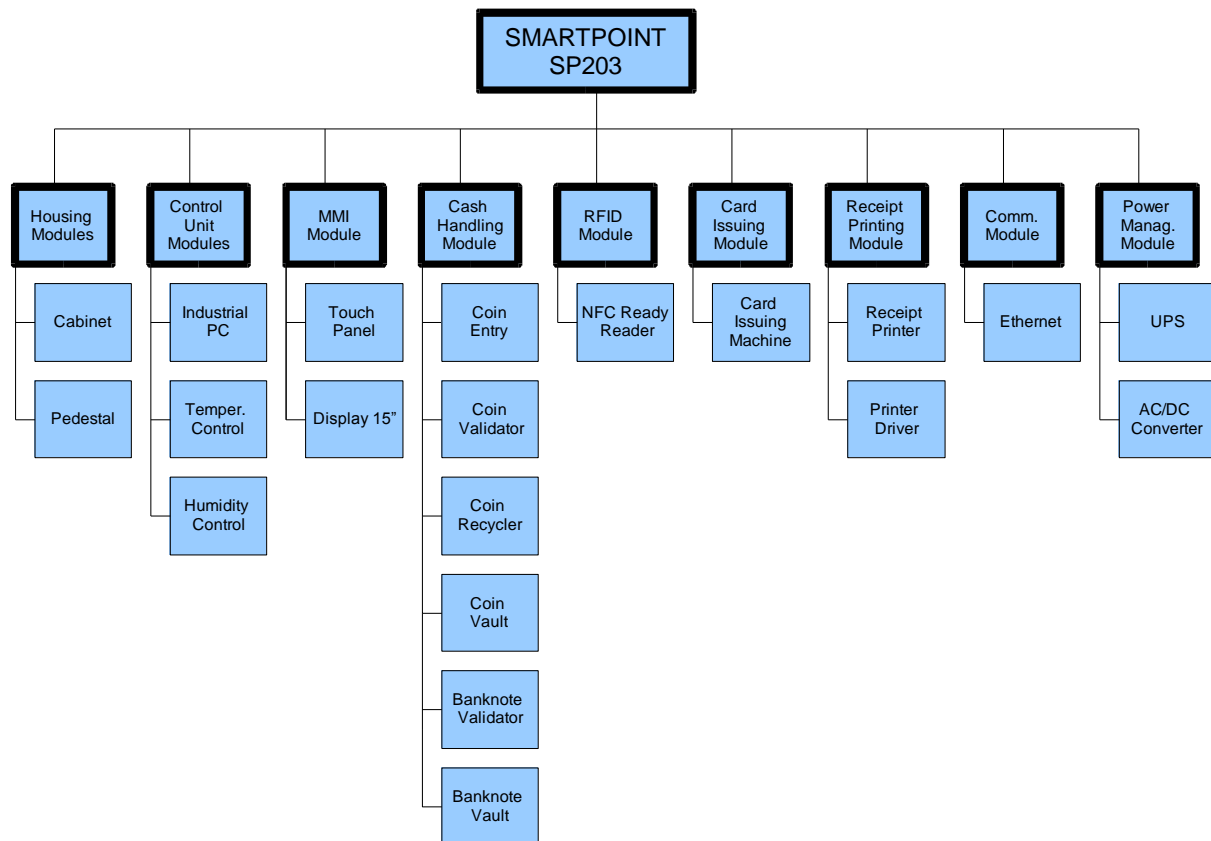 SMARTPOINT
SP203
Housing
Modules
Control
Unit
Modules
MMI
Module
Cash
Handling
Module
RFID
Module
Card
Issuing
Module
Receipt
Printing
Module
Comm.
Module
Power
Manag.
Module
Cabinet
Industrial
PC
Touch
Panel
Coin
Entry
NFC Ready
Reader
Card
Issuing
Machine
Receipt
Printer
Ethernet
UPS
Pedestal
Temper.
Control
Display 15”
Coin
Validator
Printer
Driver
AC/DC
Converter
Humidity
Control
Coin
Recycler
Coin
Vault
Banknote
Validator
Banknote
Vault